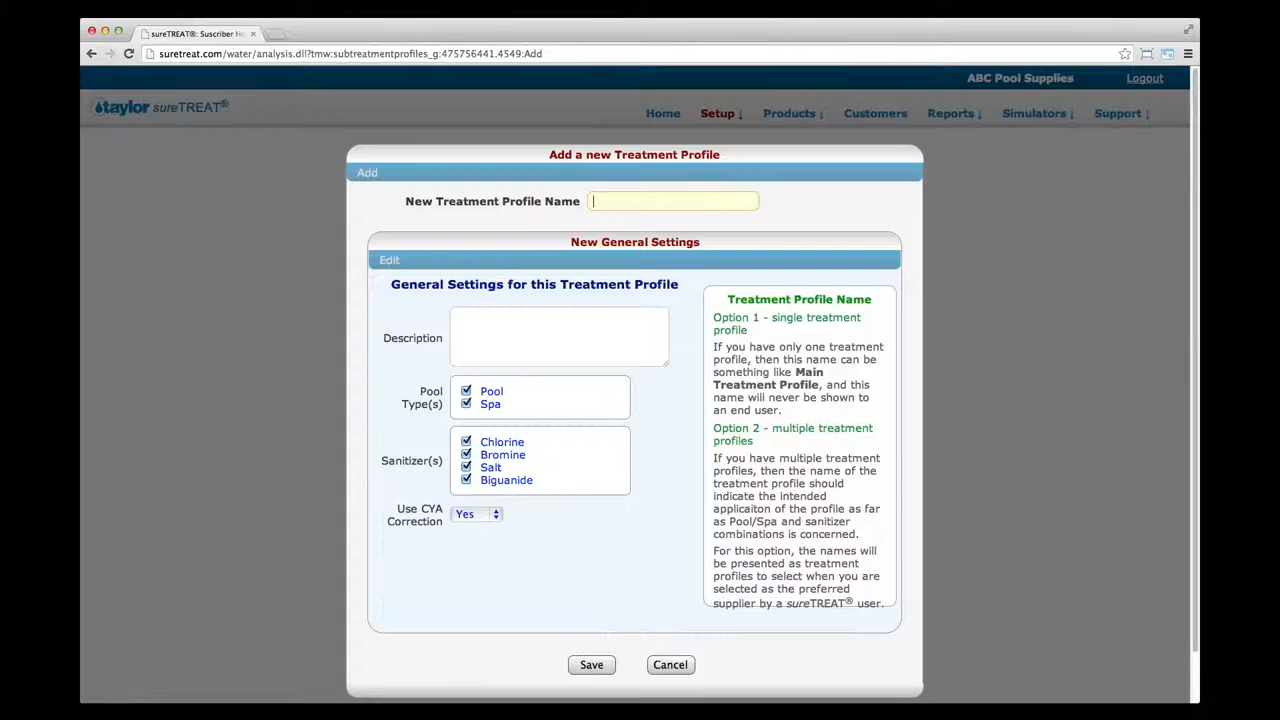 sureTREAT®: Suscriber Ho
suretreat.com/water/analysis.dll?tmw:subtreatmentprofiles_g:475756441.4549:Add
ABC Pool Supplies
Logout
taylor sureTREAT®
Home
Setup ↓
Products ↓
Customers
Reports ↓
Simulators ↓
Support ↓
Add a new Treatment Profile
Add
New Treatment Profile Name
New General Settings
Edit
General Settings for this Treatment Profile
Description
Pool
Type(s)
Pool
Spa
Sanitizer(s)
Chlorine
Bromine
Salt
Biguanide
Use CYA
Correction
Yes
Treatment Profile Name
Option 1 - single treatment
profile
If you have only one treatment
profile, then this name can be
something like Main
Treatment Profile, and this
name will never be shown to
an end user.
Option 2 - multiple treatment
profiles
If you have multiple treatment
profiles, then the name of the
treatment profile should
indicate the intended
applicaiton of the profile as far
as Pool/Spa and sanitizer
combinations is concerned.
For this option, the names will
be presented as treatment
profiles to select when you are
selected as the preferred
supplier by a sureTREAT® user.
Save
Cancel